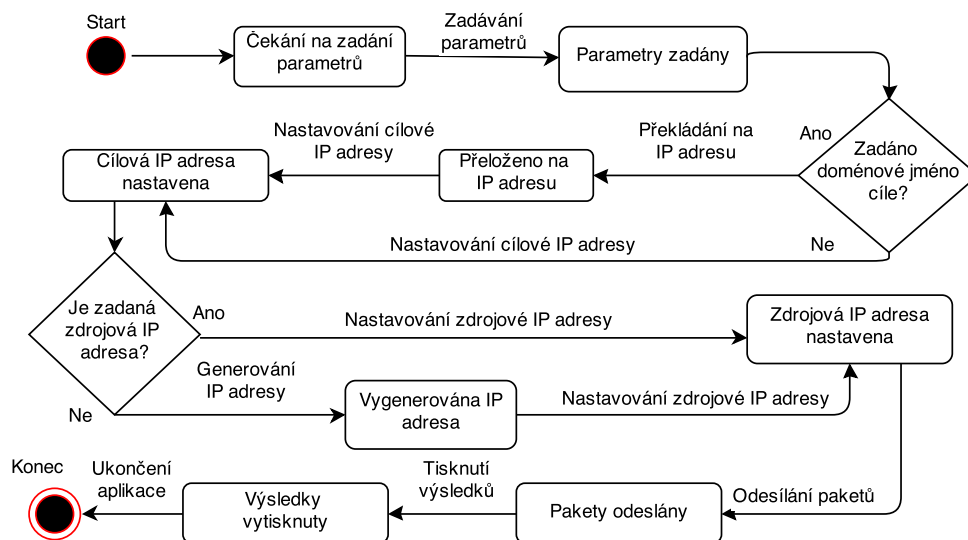 Start
Čekání na zadání
parametrů
Zadávání
parametrů
Parametry zadány
Zadáno
doménové jméno
cíle?
Ano
Překládání na
IP adresu
Přeloženo na
IP adresu
Nastavování cílové
IP adresy
Cílová IP adresa
nastavena
Ne
Nastavování cílové IP adresy
Je zadaná
zdrojová IP
adresa?
Ano
Nastavování zdrojové IP adresy
Zdrojová IP adresa
nastavena
Ne
Generování
IP adresy
Vygenerována IP
adresa
Nastavování zdrojové IP adresy
Odesílání paketů
Pakety odeslány
Tisknutí
výsledků
Výsledky
vytisknuty
Ukončení
aplikace
Konec